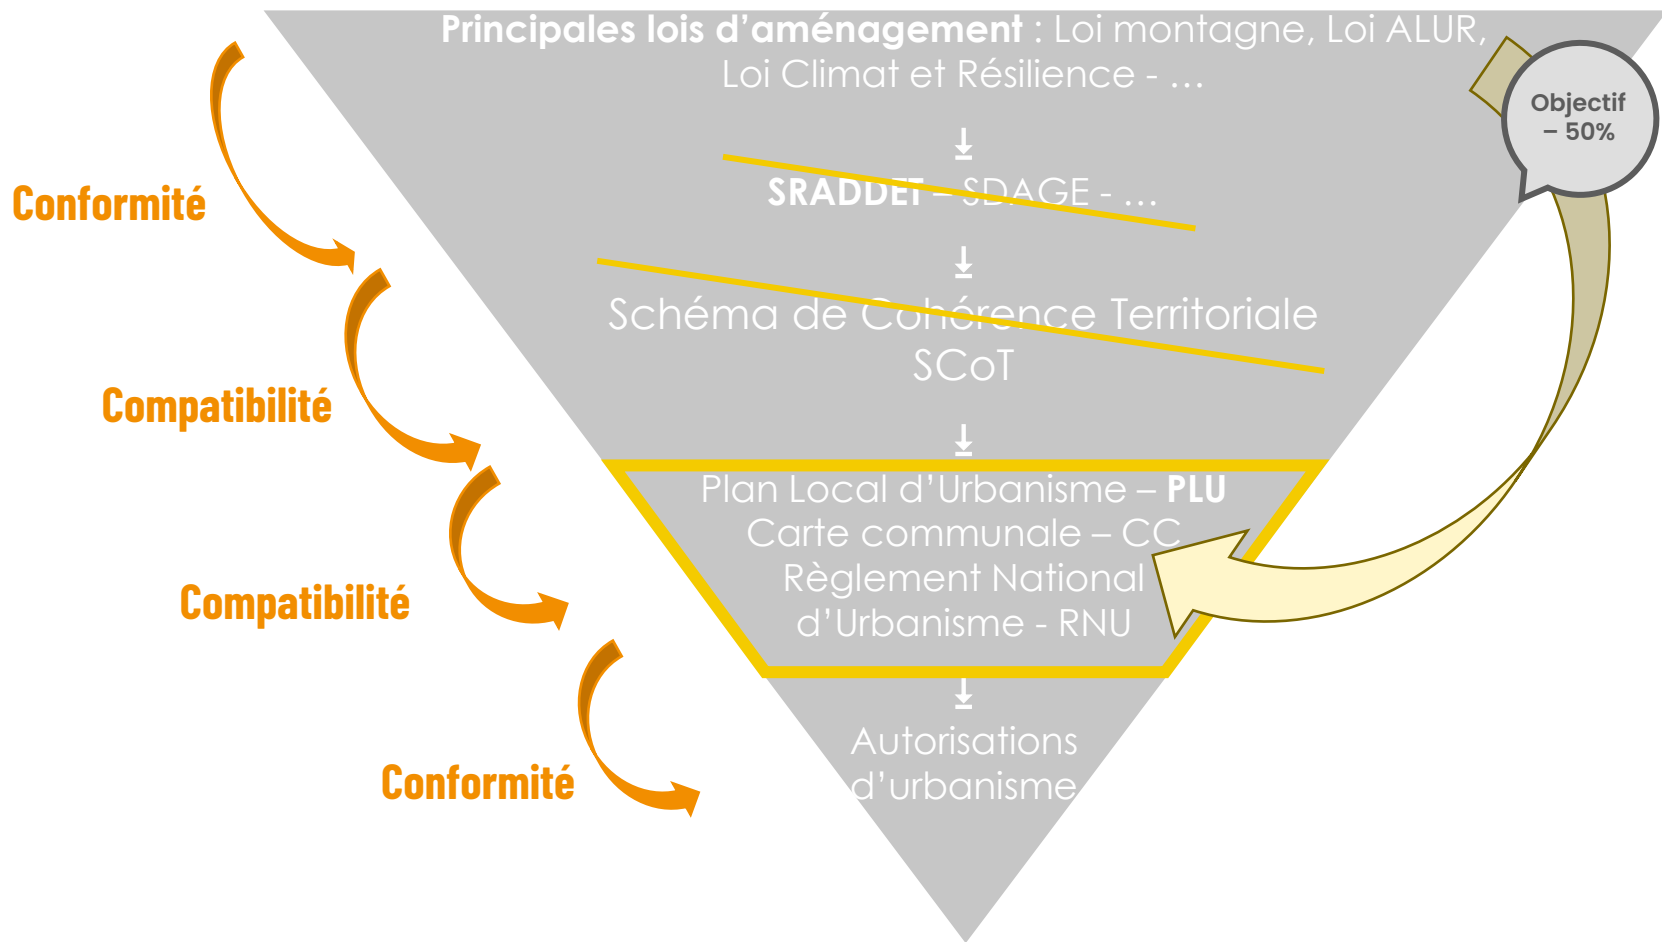 Principales lois d’aménagement : Loi montagne, Loi ALUR,
Loi Climat et Résilience - …
Objectif
– 50%
SRADDET – SDAGE - …
Conformité
Schéma de Cohérence Territoriale
SCoT
Compatibilité
Plan Local d’Urbanisme – PLU
Carte communale – CC
Règlement National
d’Urbanisme - RNU
Compatibilité
Autorisations
d’urbanisme
Conformité